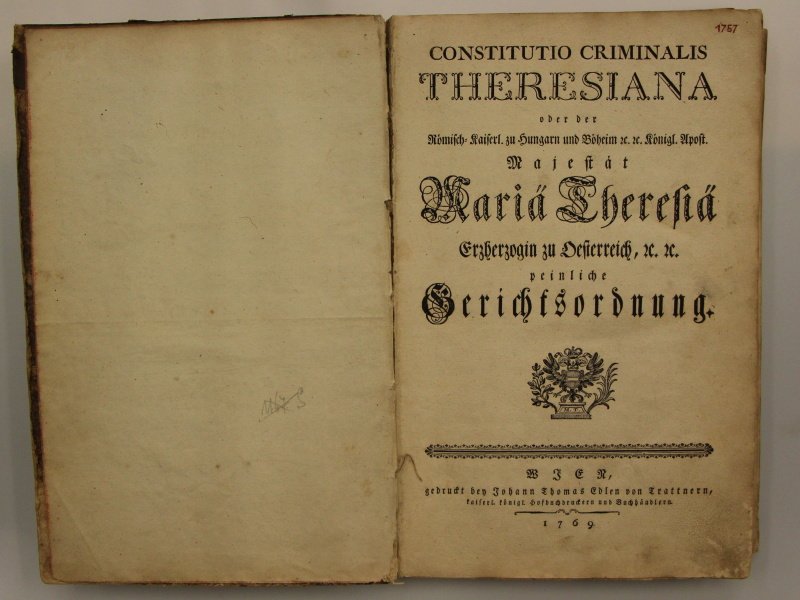 1757
CONSTITUTIO CRIMINALIS
THERESIANA
oder der
Römisch-Kaiserl. zu Hungarn und Böheim ꝛc. ꝛc. Königl. Apost.
Majestät
Mariä Theresiä
Erzherzogin zu Oesterreich, ꝛc. ꝛc.
peinliche
Gerichtsordnung.
WIEN,
gedruckt bey Johann Thomas Edlen von Trattnern,
kaiserl. königl. Hofbuchdruckern und Buchhändlern.
1769